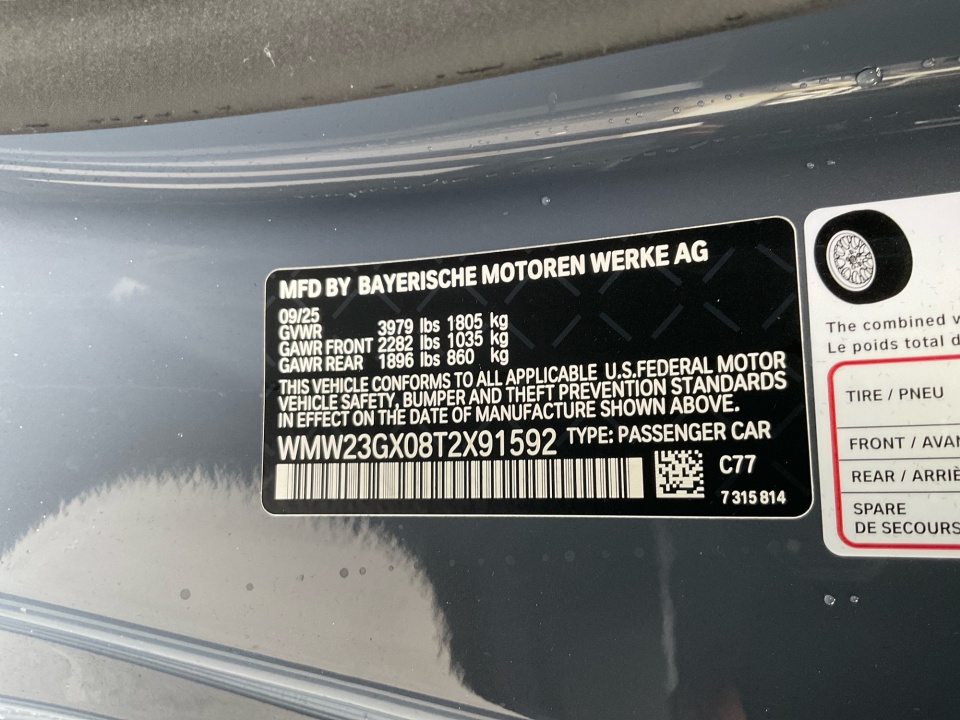 MFD BY BAYERISCHE MOTOREN WERKE AG
09/25
GVWR 3979 lbs 1805 kg
GAWR FRONT 2282 lbs 1035 kg
GAWR REAR 1896 lbs 860 kg
THIS VEHICLE CONFORMS TO ALL APPLICABLE U.S.FEDERAL MOTOR
VEHICLE SAFETY, BUMPER AND THEFT PREVENTION STANDARDS
IN EFFECT ON THE DATE OF MANUFACTURE SHOWN ABOVE.
WMW23GX08T2X91592 TYPE: PASSENGER CAR
C77
7 315 814
The combined
Le poids total
TIRE / PNEU
FRONT /
REAR /
SPARE
DE SECOURS